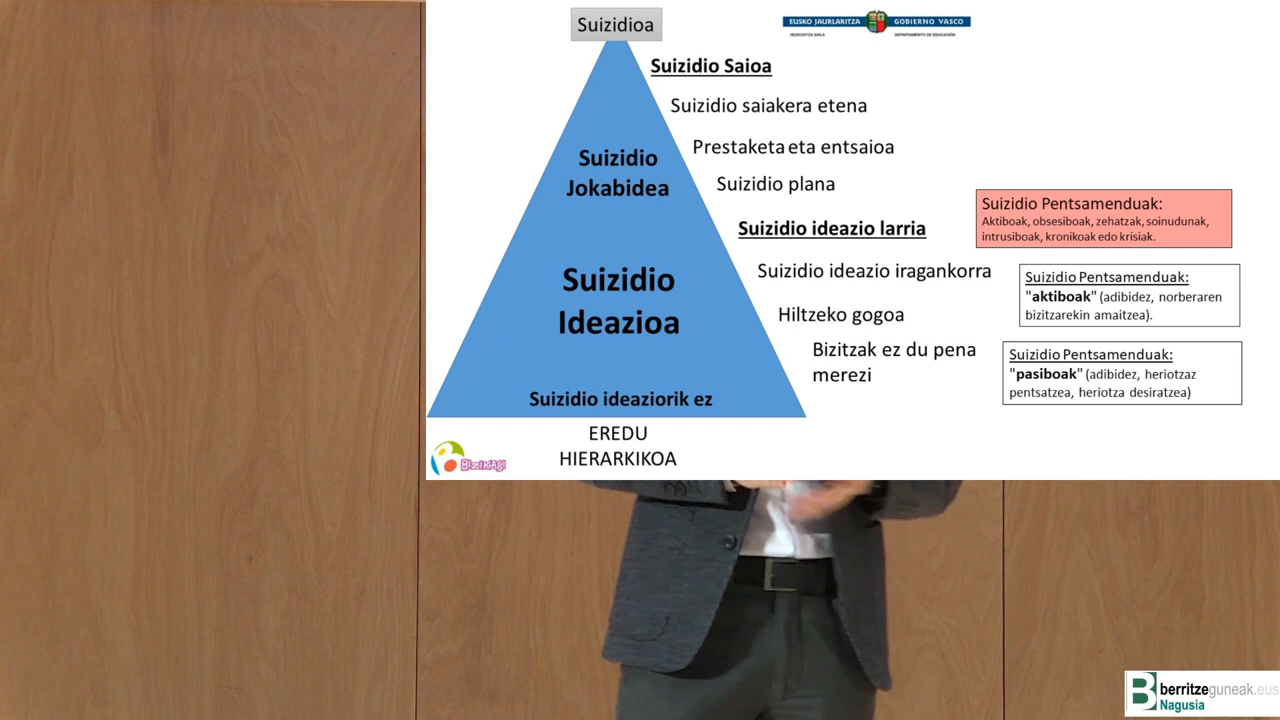 Suizidioa
EUSKO JAURLARITZA
GOBIERNO VASCO
HEZKUNTZA SAILA
DEPARTAMENTO DE EDUCACIÓN
Suizidio Saioa
Suizidio saiakera etena
Prestaketa eta entsaioa
Suizidio plana
Suizidio ideazio larria
Suizidio ideazio iragankorra
Hiltzeko gogoa
Bizitzak ez du pena
merezi
Suizidio
Jokabidea
Suizidio
Ideazioa
Suizidio ideaziorik ez
EREDU
HIERARKIKOA
Suizidio Pentsamenduak:
Aktiboak, obsesiboak, zehatzak, soinudunak,
intrusiboak, kronikoak edo krisiak.
Suizidio Pentsamenduak:
"aktiboak" (adibidez, norberaren
bizitzarekin amaitzea).
Suizidio Pentsamenduak:
"pasiboak" (adibidez, heriotzaz
pentsatzea, heriotza desiratzea)
BIZIKASI
berritzeguneak.eus
Nagusia